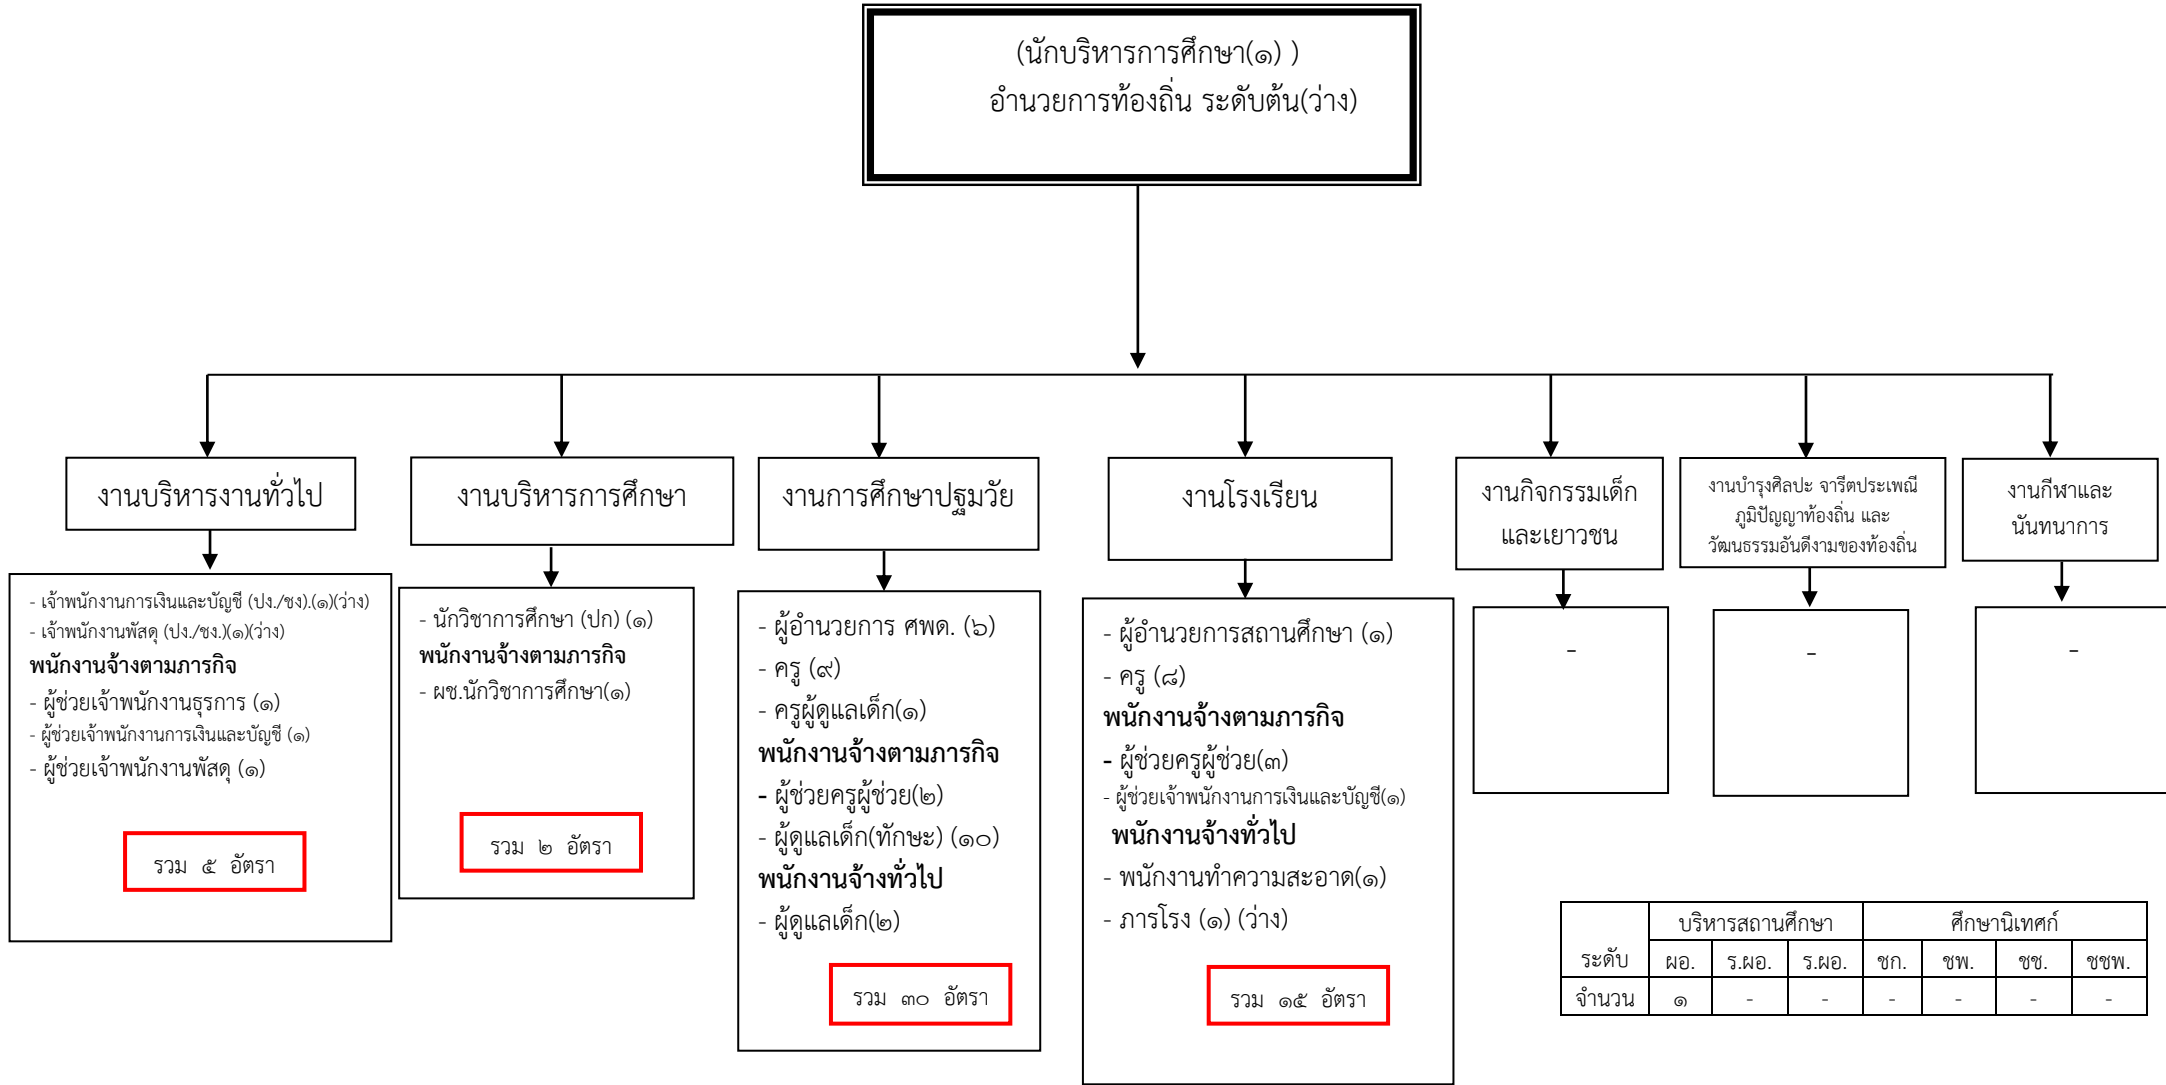 (นักบริหารการศึกษา(๑) )
อำนวยการท้องถิ่น ระดับต้น(ว่าง)
งานบริหารงานทั่วไป
- เจ้าพนักงานการเงินและบัญชี (ปง./ชง).(๑)(ว่าง)
- เจ้าพนักงานพัสดุ (ปง./ชง.)(๑)(ว่าง)
พนักงานจ้างตามภารกิจ
- ผู้ช่วยเจ้าพนักงานธุรการ (๑)
- ผู้ช่วยเจ้าพนักงานการเงินและบัญชี (๑)
- ผู้ช่วยเจ้าพนักงานพัสดุ (๑)
รวม ๕ อัตรา
งานบริหารการศึกษา
- นักวิชาการศึกษา (ปก) (๑)
พนักงานจ้างตามภารกิจ
- ผช.นักวิชาการศึกษา(๑)
รวม ๒ อัตรา
งานการศึกษาปฐมวัย
- ผู้อำนวยการ ศพด. (๖)
- ครู (๙)
- ครูผู้ดูแลเด็ก(๑)
พนักงานจ้างตามภารกิจ
- ผู้ช่วยครูผู้ช่วย(๒)
- ผู้ดูแลเด็ก(ทักษะ) (๑๐)
พนักงานจ้างทั่วไป
- ผู้ดูแลเด็ก(๒)
รวม ๓๐ อัตรา
งานโรงเรียน
- ผู้อำนวยการสถานศึกษา (๑)
- ครู (๘)
พนักงานจ้างตามภารกิจ
- ผู้ช่วยครูผู้ช่วย(๓)
- ผู้ช่วยเจ้าพนักงานการเงินและบัญชี(๑)
พนักงานจ้างทั่วไป
- พนักงานทำความสะอาด(๑)
- ภารโรง (๑) (ว่าง)
รวม ๑๕ อัตรา
งานกิจกรรมเด็ก
และเยาวชน
-
งานบำรุงศิลปะ จารีตประเพณี
ภูมิปัญญาท้องถิ่น และ
วัฒนธรรมอันดีงามของท้องถิ่น
-
งานกีฬาและ
นันทนาการ
-
บริหารสถานศึกษา ศึกษานิเทศก์
ระดับ ผอ. ร.ผอ. ร.ผอ. ชก. ชพ. ชช. ชชพ.
จำนวน ๑ - - - - - -